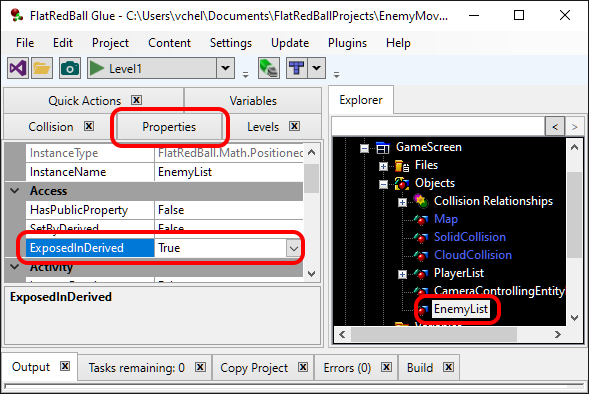 FlatRedBall Glue - C:\Users\vchel\Documents\FlatRedBallProjects\EnemyMov...
File Edit Project Content Settings Update Plugins Help
Level1
Quick Actions
Variables
Collision
Properties
Levels
InstanceType FlatRedBall.Math.Positioned
InstanceName EnemyList
Access
HasPublicProperty False
SetByDerived False
ExposedInDerived True
Activity
ExposedInDerived
Explorer
GameScreen
Files
Objects
Collision Relationships
Map
SolidCollision
CloudCollision
PlayerList
CameraControllingEntity
EnemyList
Variables
Output
Tasks remaining: 0
Copy Project
Errors (0)
Build